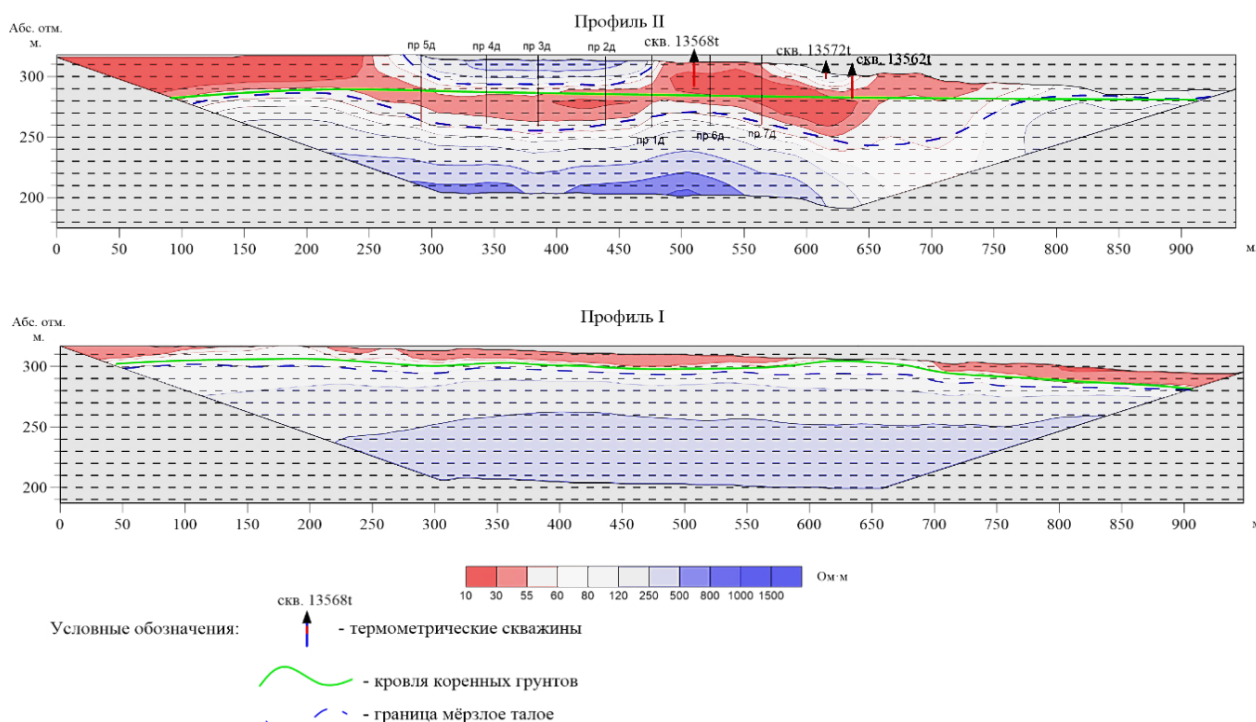 Профиль II
Абс. отм.
м.
пр 5д
пр 4д
пр 3д
пр 2д
скв. 13568t
скв. 13572t
скв. 13562t
300
250
200
пр 1д
пр 6д
пр 7д
0 50 100 150 200 250 300 350 400 450 500 550 600 650 700 750 800 850 900 м.
Профиль I
Абс. отм.
м.
300
250
200
0 50 100 150 200 250 300 350 400 450 500 550 600 650 700 750 800 850 900
10 30 55 60 80 120 250 500 800 1000 1500 Ом·м
скв. 13568t
Условные обозначения: - термометрические скважины
- кровля коренных грунтов
- граница мёрзлое талое